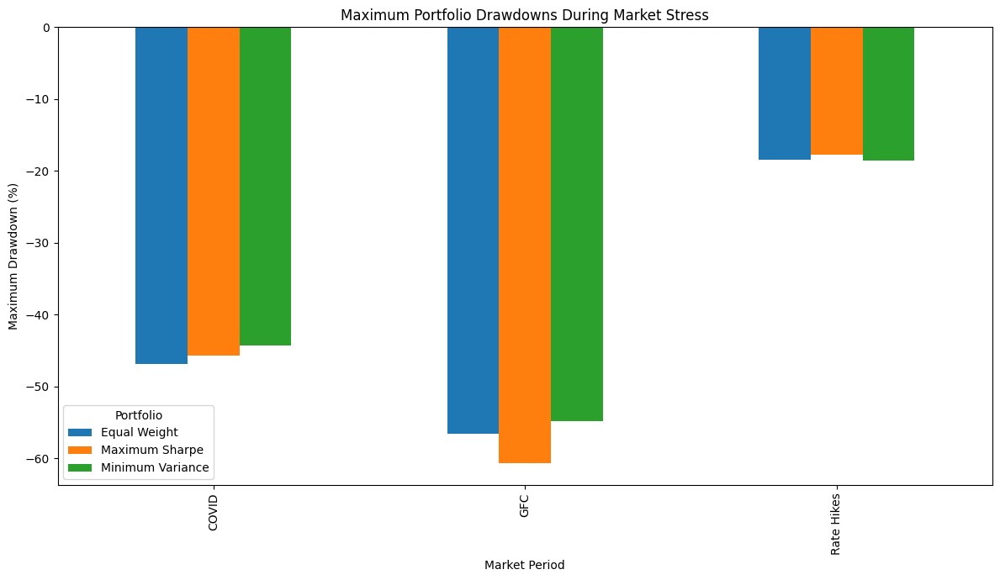 Maximum Portfolio Drawdowns During Market Stress
Maximum Drawdown (%)
0
−10
−20
−30
−40
−50
−60
Portfolio
Equal Weight
Maximum Sharpe
Minimum Variance
COVID
GFC
Rate Hikes
Market Period